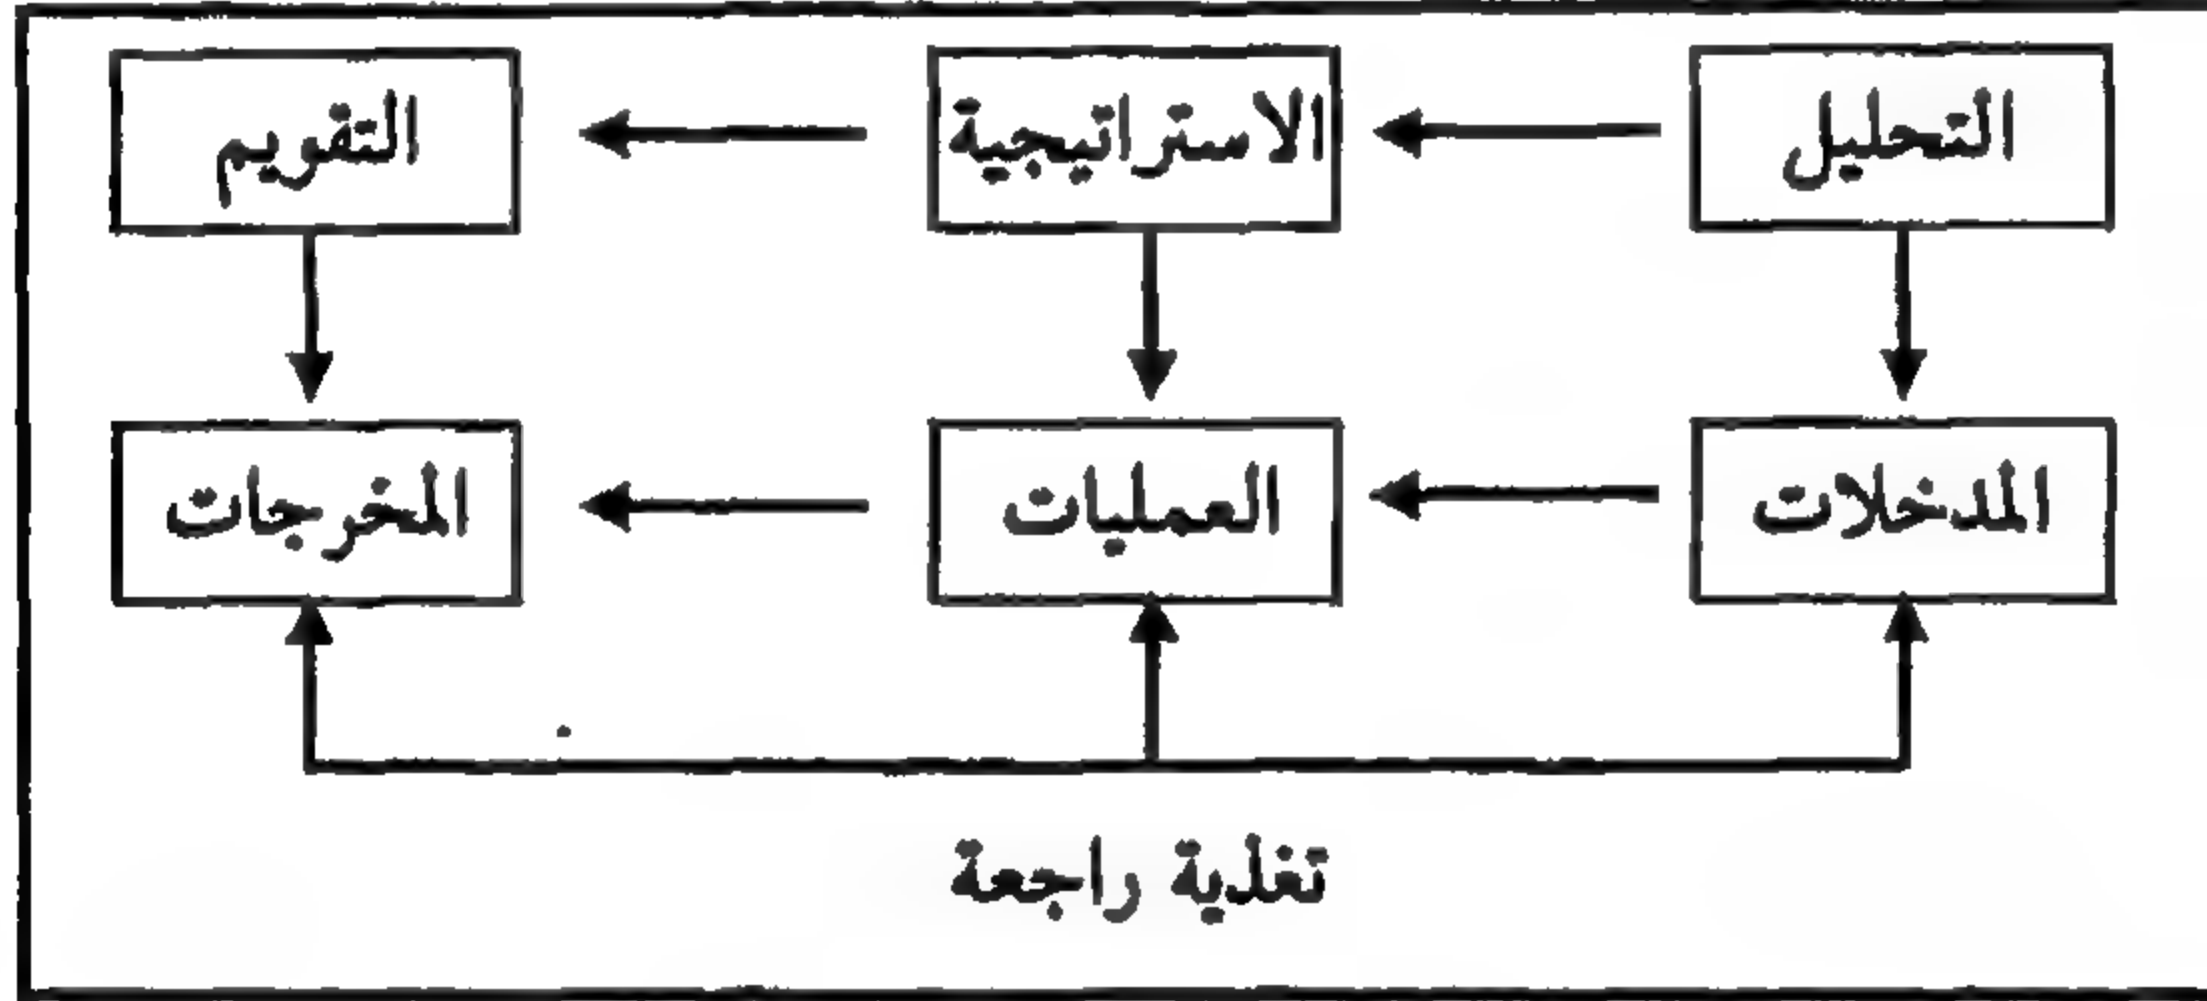 التحليل
الاستراتيجية
التقويم
المدخلات
العمليات
المخرجات
تغذية راجعة